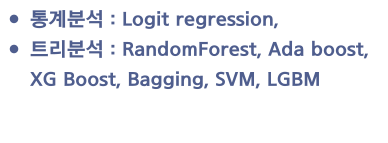 • 통계분석 : Logit regression,
• 트리분석 : RandomForest, Ada boost,
XG Boost, Bagging, SVM, LGBM